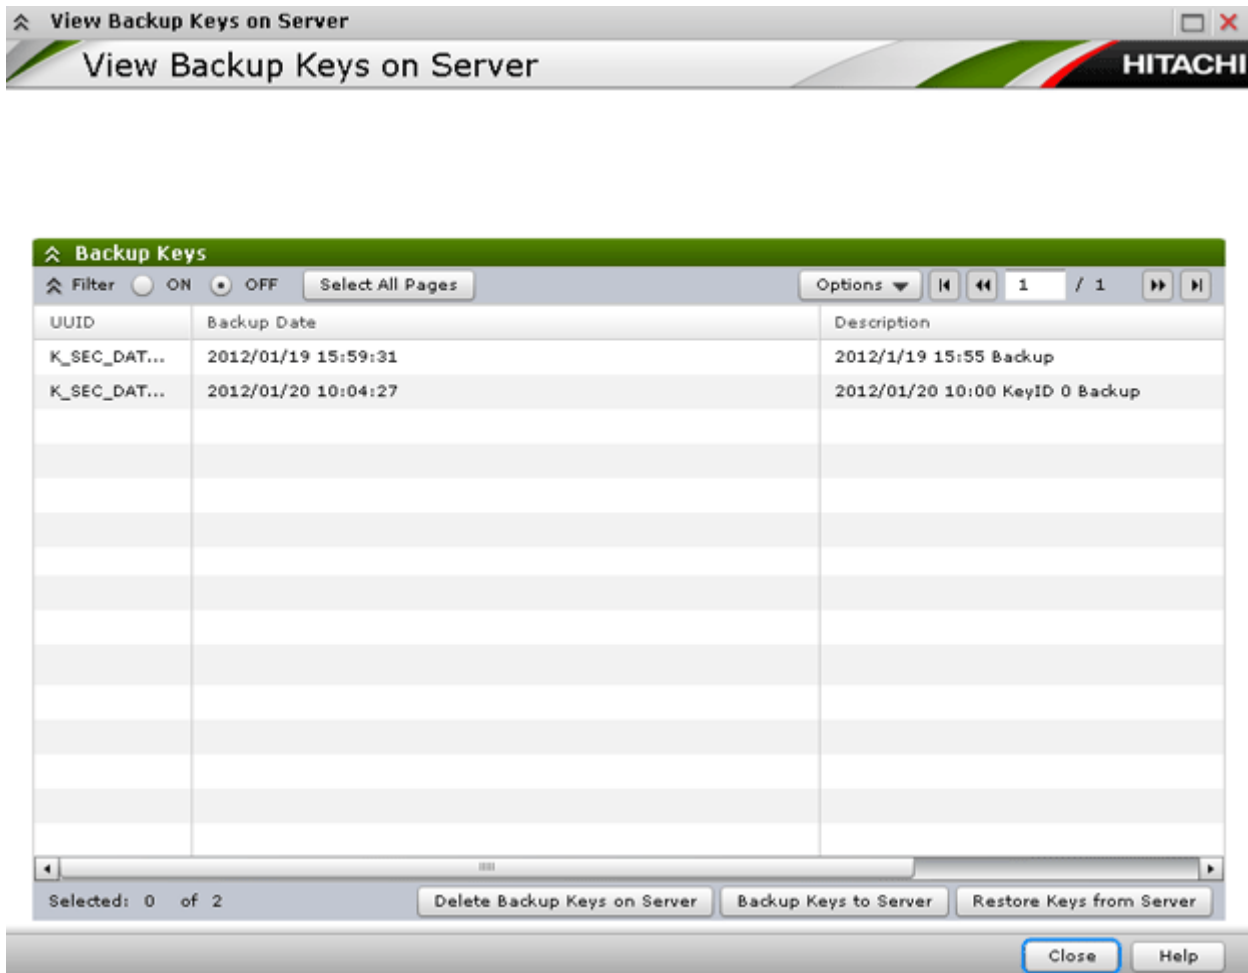 View Backup Keys on Server
View Backup Keys on Server HITACHI
Backup Keys
Filter ON OFF Select All Pages Options 1 / 1
UUID Backup Date Description
K_SEC_DAT... 2012/01/19 15:59:31 2012/1/19 15:55 Backup
K_SEC_DAT... 2012/01/20 10:04:27 2012/01/20 10:00 KeyID 0 Backup
Selected: 0 of 2 Delete Backup Keys on Server Backup Keys to Server Restore Keys from Server
Close Help